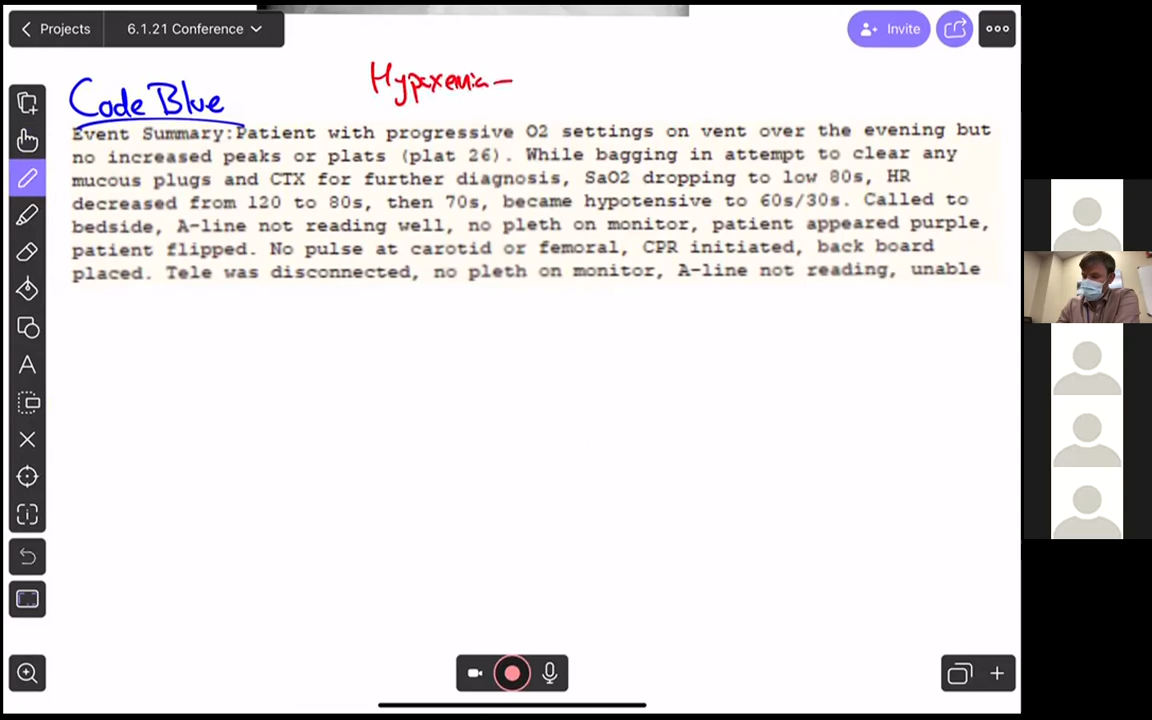 Projects
6.1.21 Conference
Invite
Hypoxemia —
Code Blue
Event Summary:Patient with progressive O2 settings on vent over the evening but
no increased peaks or plats (plat 26). While bagging in attempt to clear any
mucous plugs and CTX for further diagnosis, SaO2 dropping to low 80s, HR
decreased from 120 to 80s, then 70s, became hypotensive to 60s/30s. Called to
bedside, A-line not reading well, no pleth on monitor, patient appeared purple,
patient flipped. No pulse at carotid or femoral, CPR initiated, back board
placed. Tele was disconnected, no pleth on monitor, A-line not reading, unable